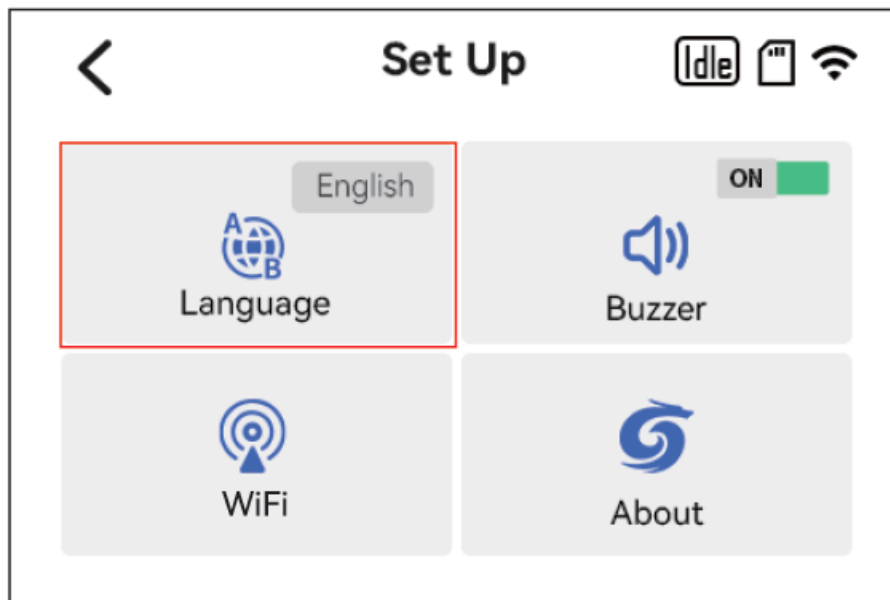 Set Up
Idle
English
A
B
Language
ON
Buzzer
WiFi
About